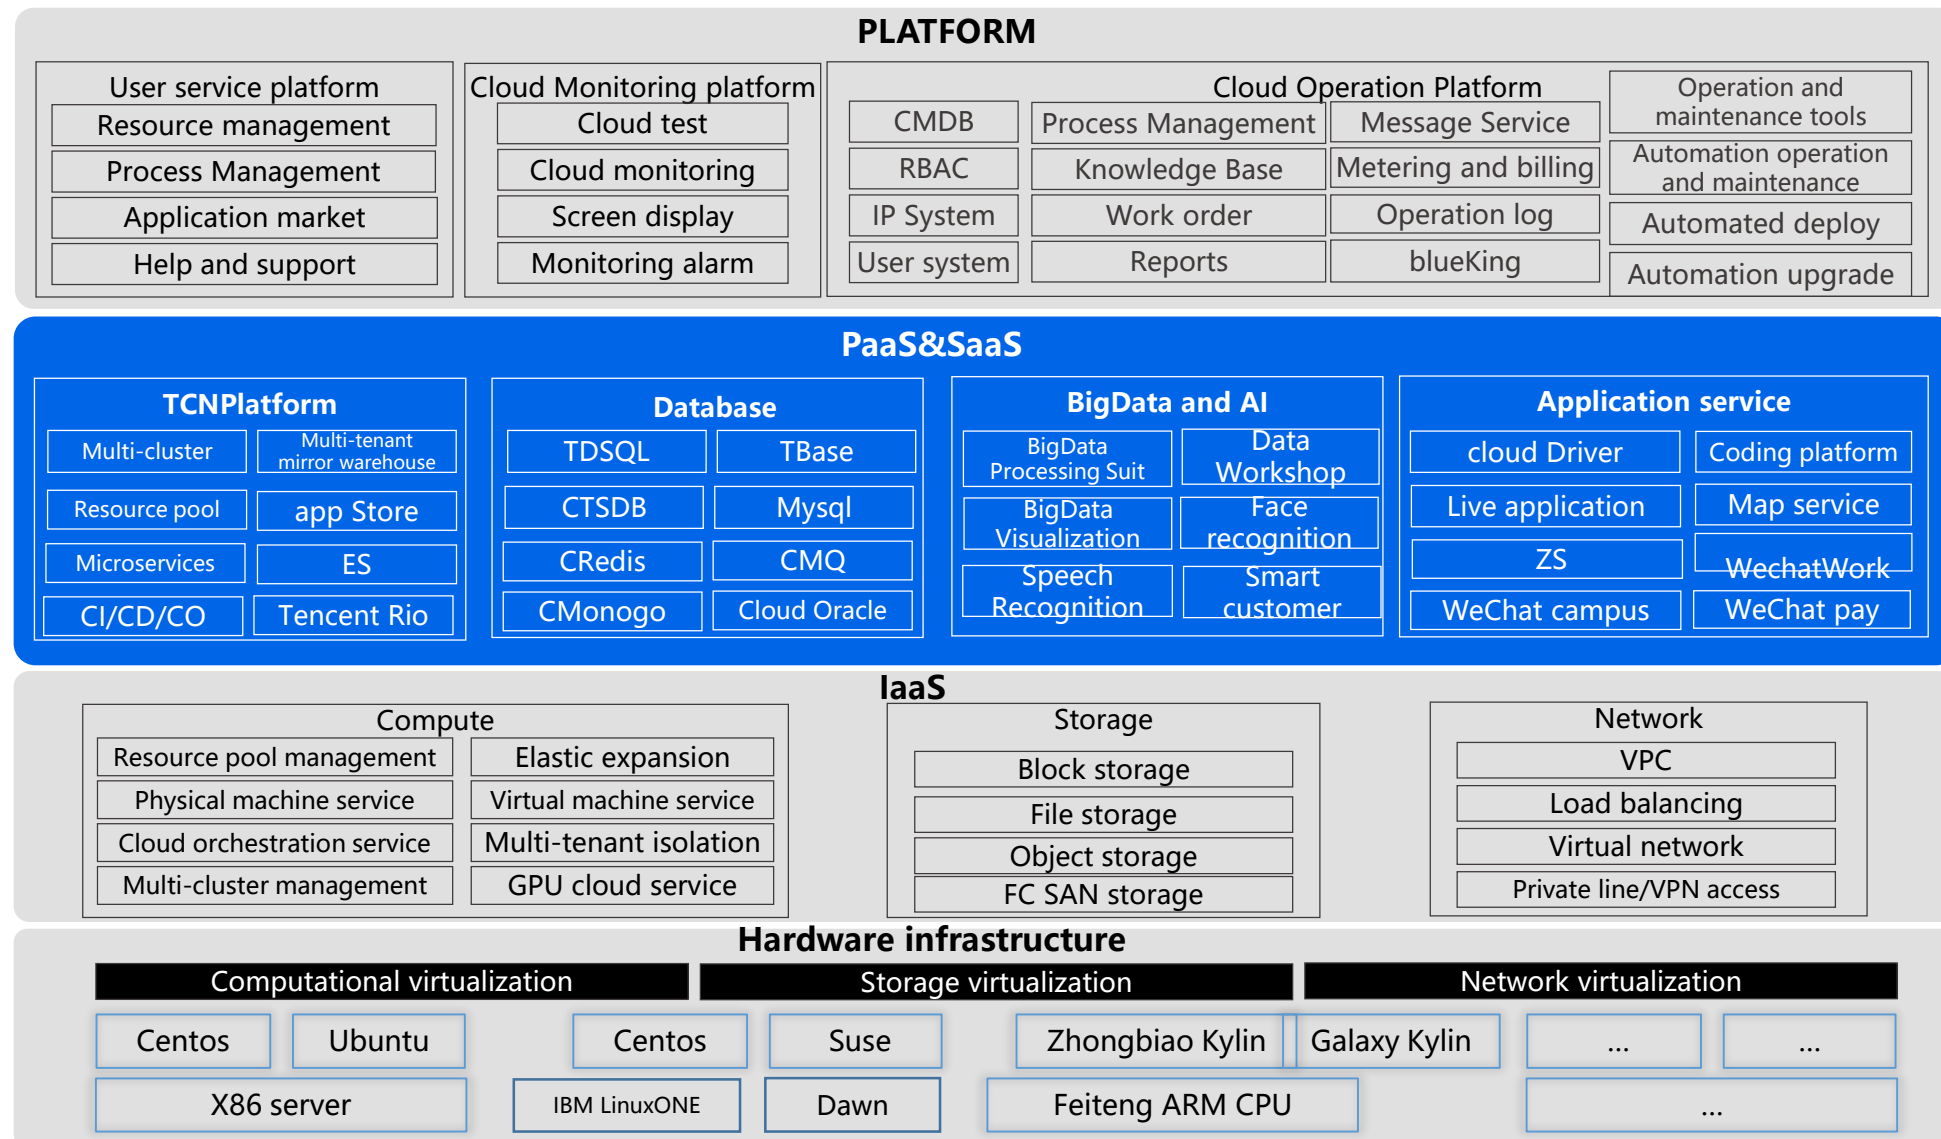 PLATFORM
User service platform
Resource management
Process Management
Application market
Help and support
Cloud Monitoring platform
Cloud test
Cloud monitoring
Screen display
Monitoring alarm
Cloud Operation Platform
CMDB
RBAC
IP System
User system
Process Management
Knowledge Base
Work order
Reports
Message Service
Metering and billing
Operation log
blueKing
Operation and
maintenance tools
Automation operation
and maintenance
Automated deploy
Automation upgrade
PaaS&SaaS
TCNPlatform
Multi-cluster
Multi-tenant
mirror warehouse
Resource pool
app Store
Microservices
ES
CI/CD/CO
Tencent Rio
Database
TDSQL
TBase
CTSDB
Mysql
CRedis
CMQ
CMonogo
Cloud Oracle
BigData and AI
BigData
Processing Suit
Data
Workshop
BigData
Visualization
Face
recognition
Speech
Recognition
Smart
customer
Application service
cloud Driver
Coding platform
Live application
Map service
ZS
WechatWork
WeChat campus
WeChat pay
IaaS
Compute
Resource pool management
Elastic expansion
Physical machine service
Virtual machine service
Cloud orchestration service
Multi-tenant isolation
Multi-cluster management
GPU cloud service
Storage
Block storage
File storage
Object storage
FC SAN storage
Network
VPC
Load balancing
Virtual network
Private line/VPN access
Hardware infrastructure
Computational virtualization
Storage virtualization
Network virtualization
Centos
Ubuntu
Centos
Suse
Zhongbiao Kylin
Galaxy Kylin
...
...
X86 server
IBM LinuxONE
Dawn
Feiteng ARM CPU
...